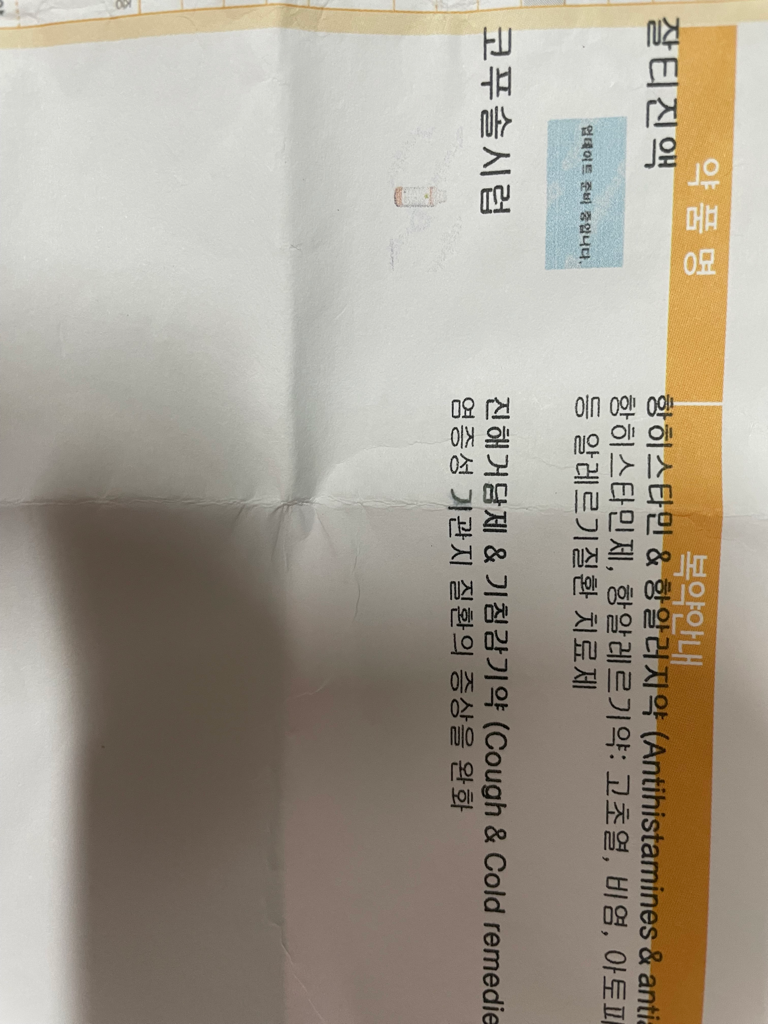 약 품 명
복약안내
잘티진액
업데이트 준비 중입니다.
항히스타민 & 항알러지약 (Antihistamines & antia
항히스타민제, 항알레르기약: 고초열, 비염, 아토피
등 알레르기질환 치료제
코푸솔시럽
진해거담제 & 기침감기약 (Cough & Cold remedie
염증성 기관지 질환의 증상을 완화